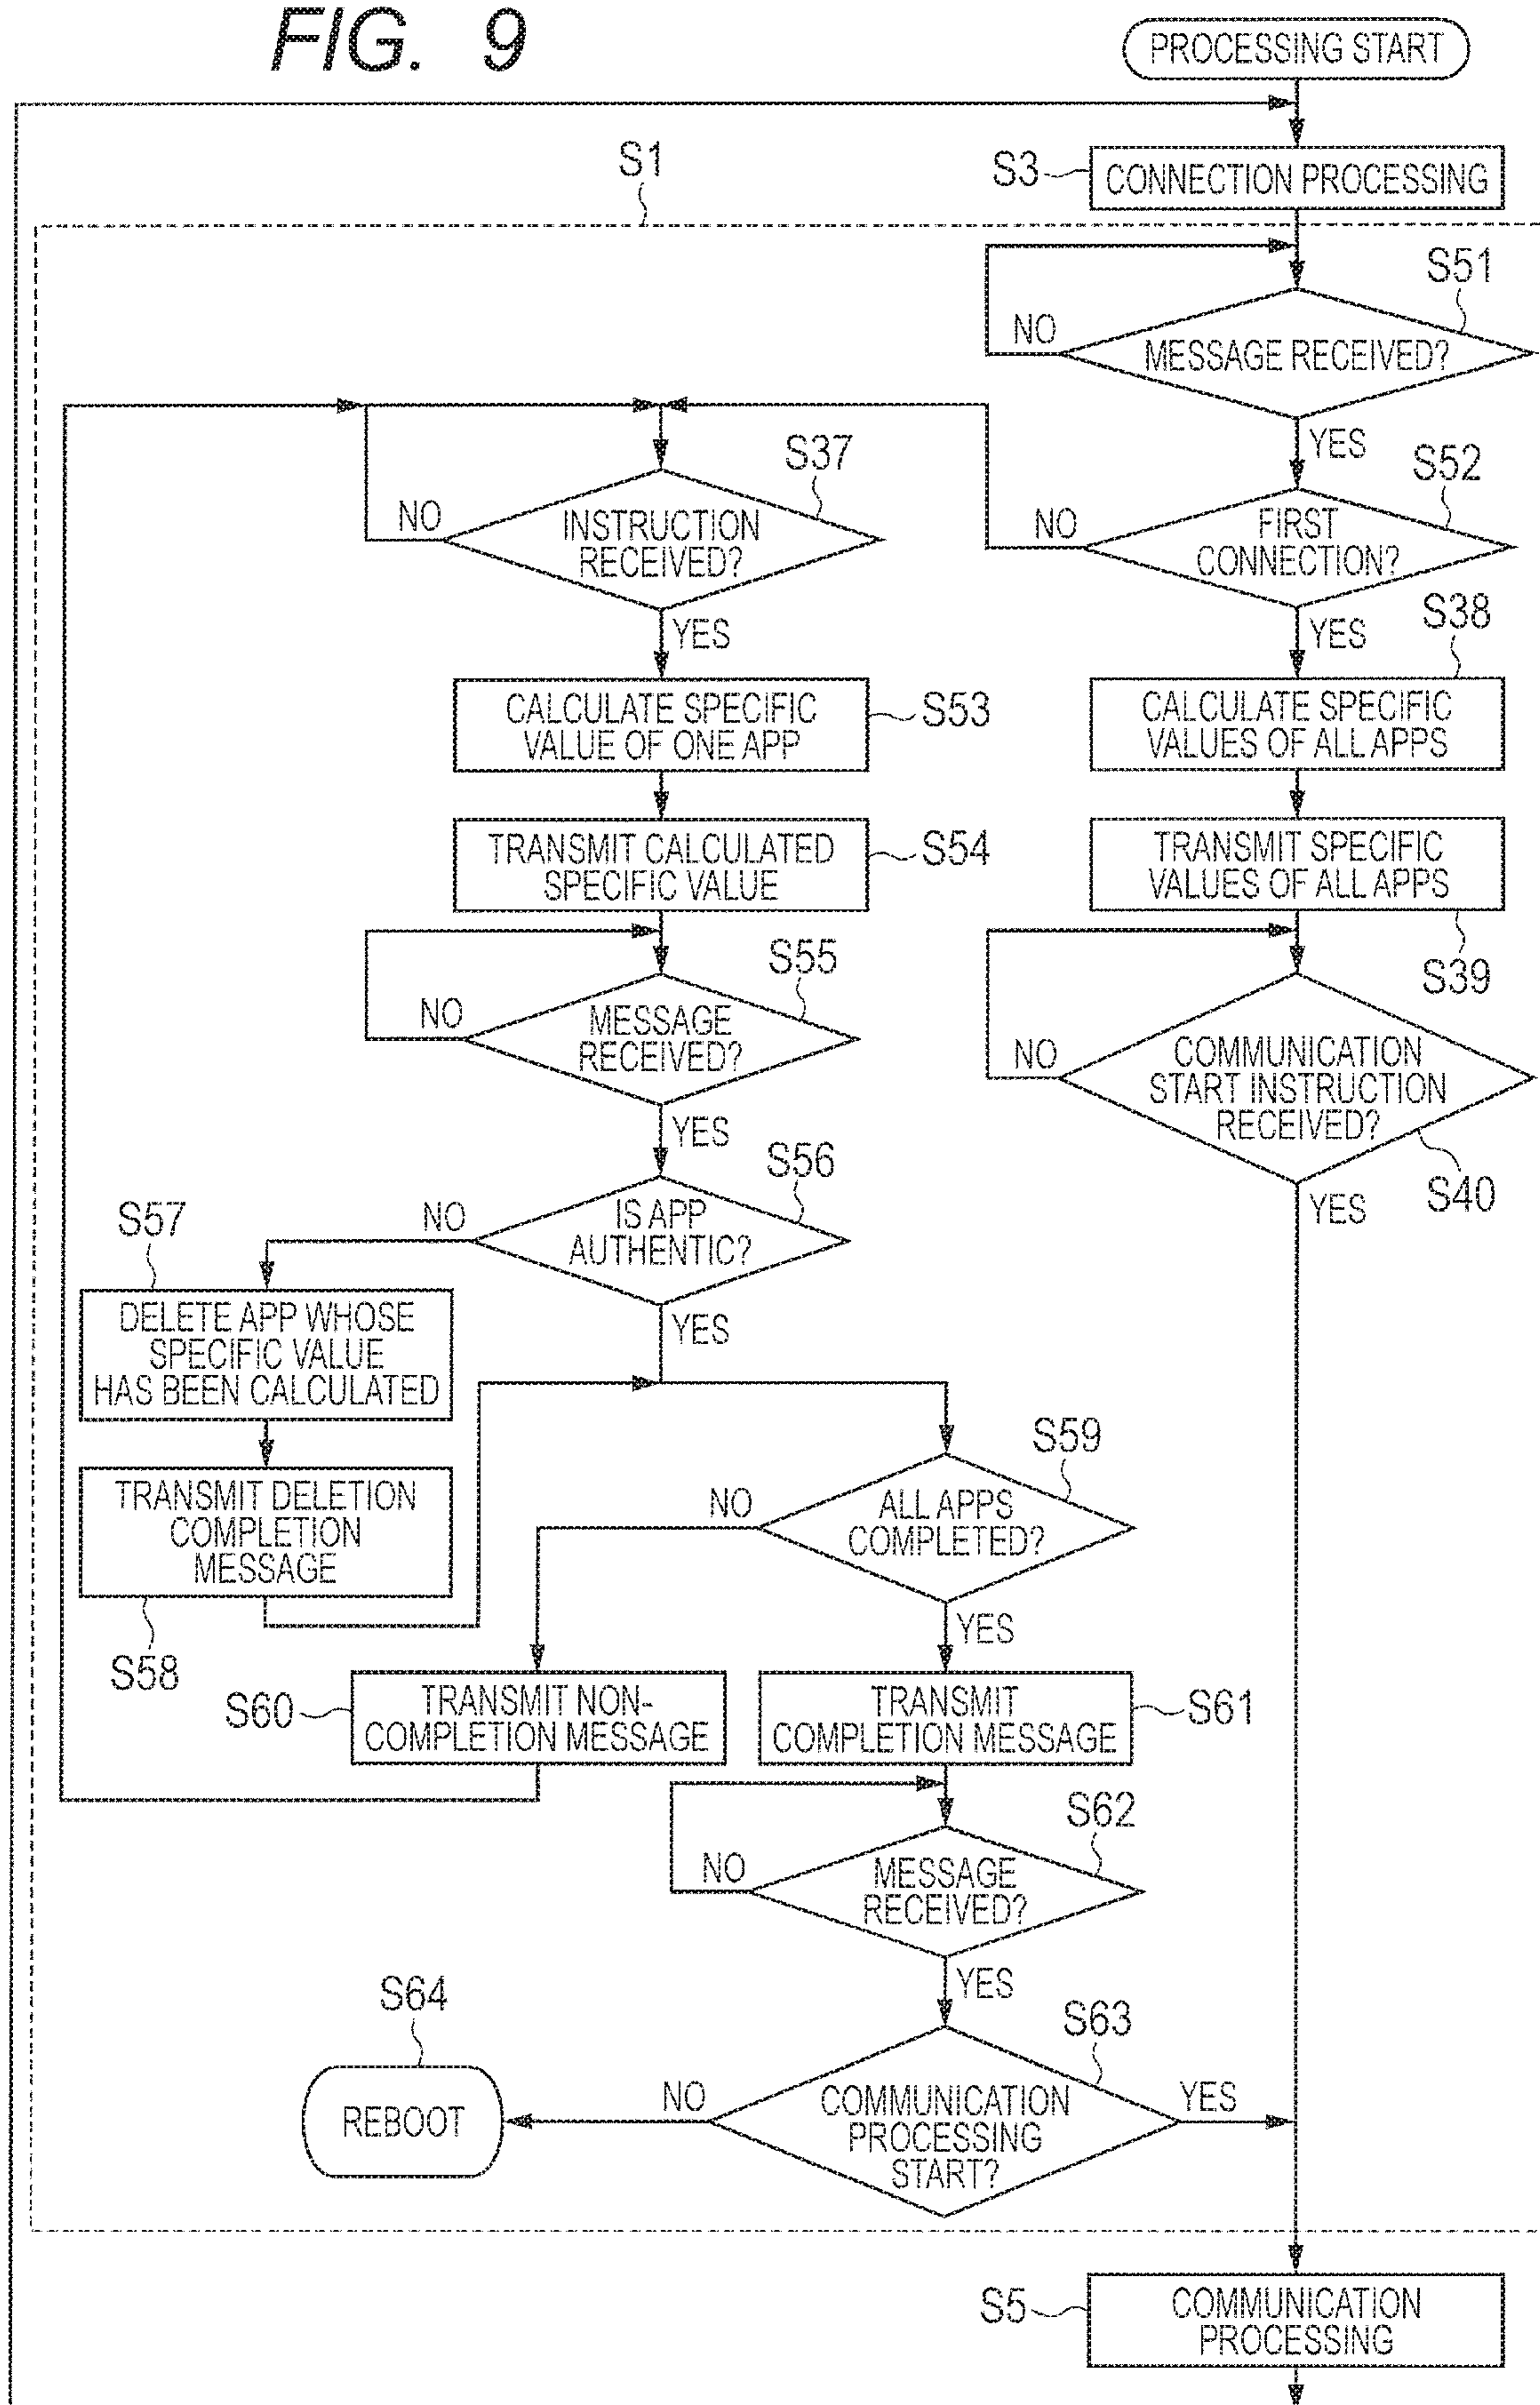 FIG. 9
PROCESSING START
S3
CONNECTION PROCESSING
S1
S51
MESSAGE RECEIVED?
NO
YES
S52
FIRST
CONNECTION?
NO
YES
S38
CALCULATE SPECIFIC
VALUES OF ALL APPS
TRANSMIT SPECIFIC
VALUES OF ALL APPS
S39
COMMUNICATION
START INSTRUCTION
RECEIVED?
NO
S40
YES
S37
INSTRUCTION
RECEIVED?
NO
YES
CALCULATE SPECIFIC
VALUE OF ONE APP
S53
TRANSMIT CALCULATED
SPECIFIC VALUE
S54
S55
MESSAGE
RECEIVED?
NO
YES
S56
IS APP
AUTHENTIC?
NO
YES
S57
DELETE APP WHOSE
SPECIFIC VALUE
HAS BEEN CALCULATED
TRANSMIT DELETION
COMPLETION
MESSAGE
S58
S59
ALL APPS
COMPLETED?
NO
YES
S60
TRANSMIT NON-
COMPLETION MESSAGE
TRANSMIT
COMPLETION MESSAGE
S61
S62
MESSAGE
RECEIVED?
NO
YES
S63
COMMUNICATION
PROCESSING
START?
NO
YES
S64
REBOOT
S5
COMMUNICATION
PROCESSING